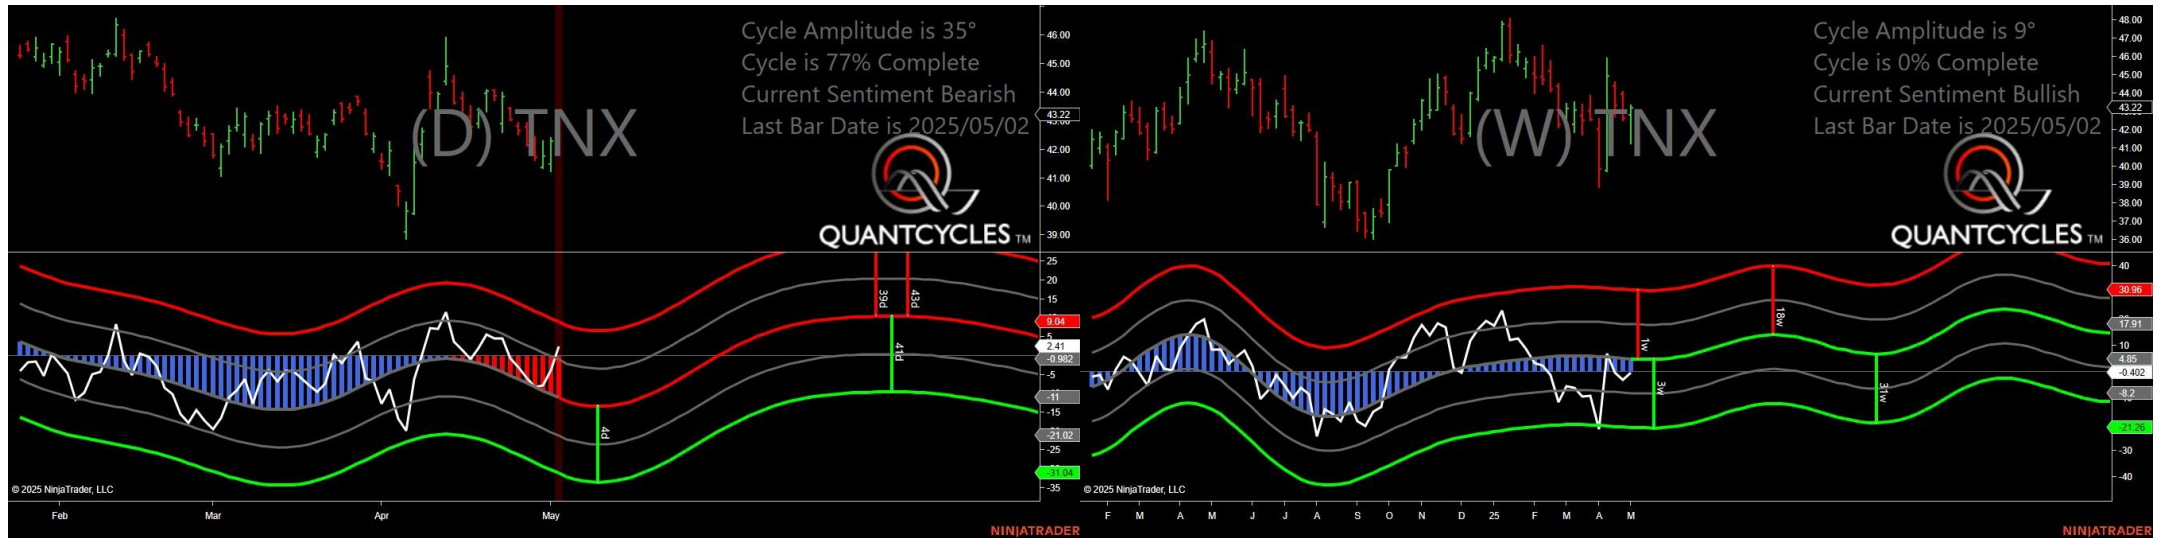 Cycle Amplitude is 35°
Cycle is 77% Complete
Current Sentiment Bearish
Last Bar Date is 2025/05/02
(D) TNX
QUANTCYCLES TM
46.00
45.00
44.00
43.22
43.00
42.00
41.00
40.00
39.00
25
20
15
9.04
5
2.41
-0.982
-5
-11
-15
-21.02
-31.04
-35
39d
43d
41d
4d
© 2025 NinjaTrader, LLC
Feb
Mar
Apr
May
NINJATRADER
Cycle Amplitude is 9°
Cycle is 0% Complete
Current Sentiment Bullish
Last Bar Date is 2025/05/02
(W) TNX
QUANTCYCLES TM
48.00
47.00
46.00
45.00
44.00
43.22
42.00
41.00
40.00
39.00
38.00
37.00
36.00
40
30.96
17.91
10
4.85
-0.402
-8.2
-21.26
-30
-40
1w
3w
18w
31w
© 2025 NinjaTrader, LLC
F
M
A
M
J
J
A
S
O
N
D
25
F
M
A
M
NINJATRADER